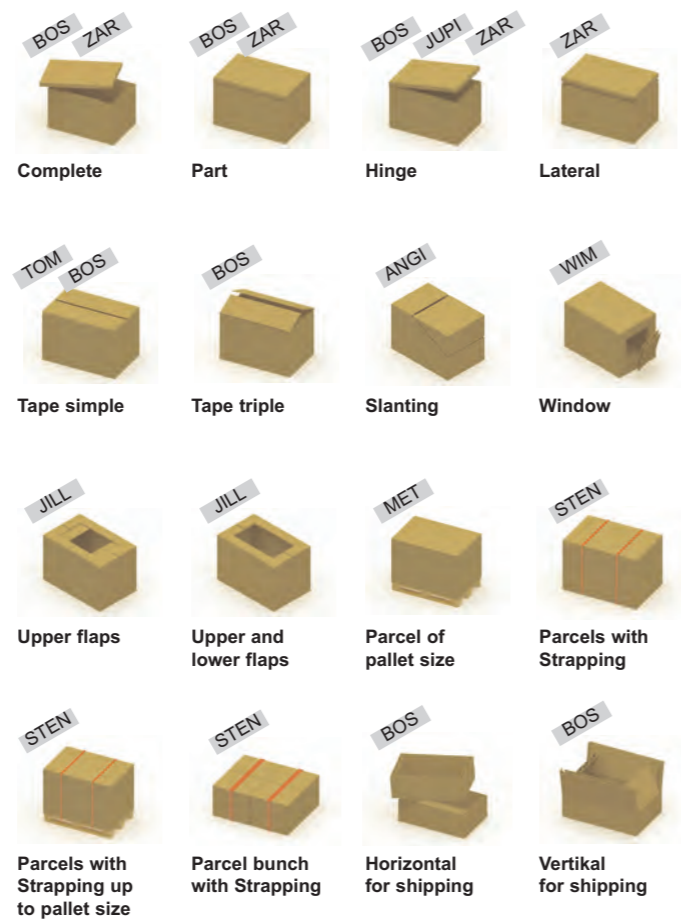 BOS ZAR
BOS ZAR
BOS JUPI ZAR
ZAR
Complete
Part
Hinge
Lateral
TOM BOS
BOS
ANGI
WIM
Tape simple
Tape triple
Slanting
Window
JILL
JILL
MET
STEN
Upper flaps
Upper and
lower flaps
Parcel of
pallet size
Parcels with
Strapping
STEN
STEN
BOS
BOS
Parcels with
Strapping up
to pallet size
Parcel bunch
with Strapping
Horizontal
for shipping
Vertikal
for shipping